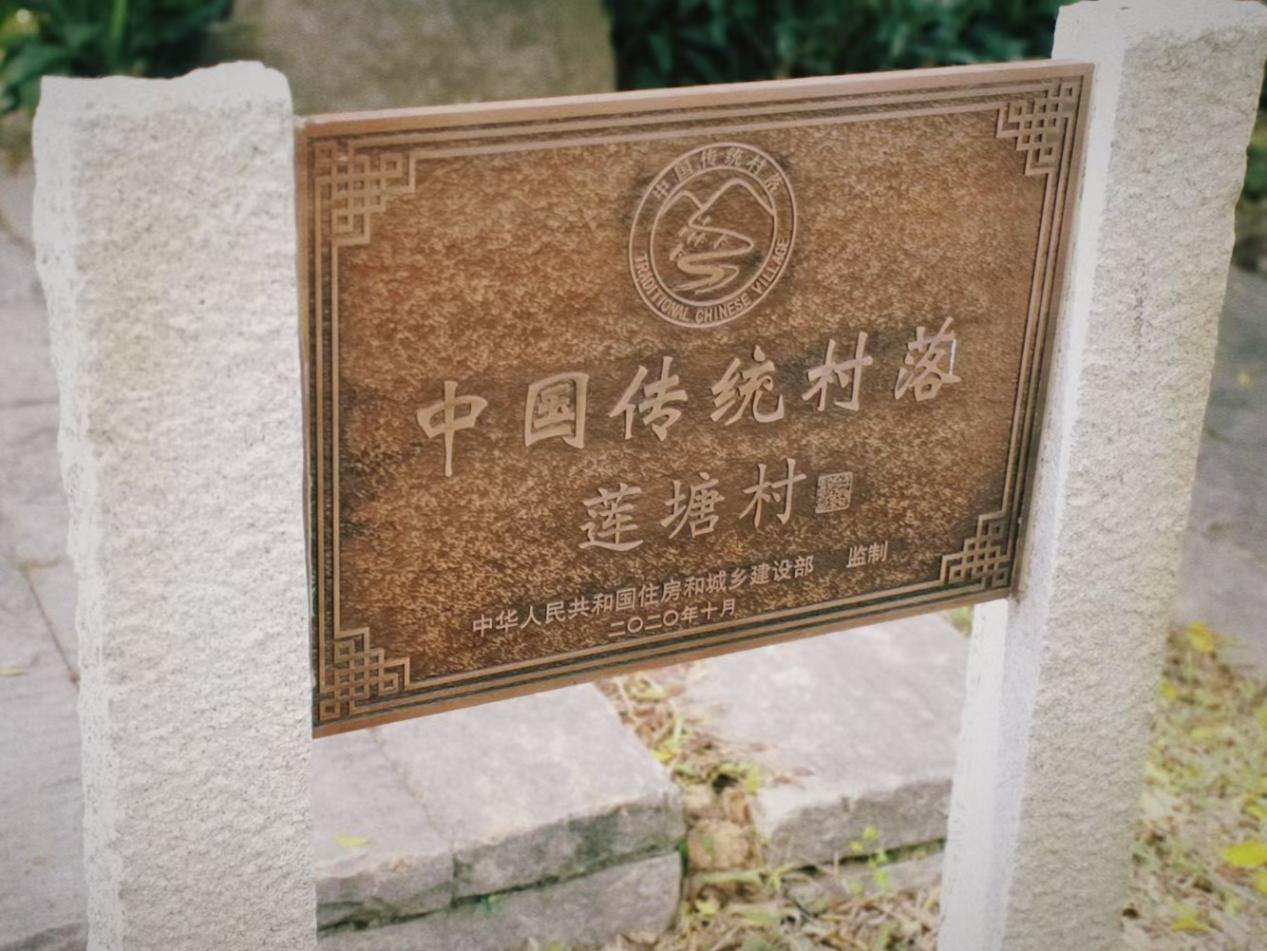 中国传统村落
TRADITIONAL CHINESE VILLAGE
中国传统村落
莲塘村
中华人民共和国住房和城乡建设部 监制
二〇二〇年十月